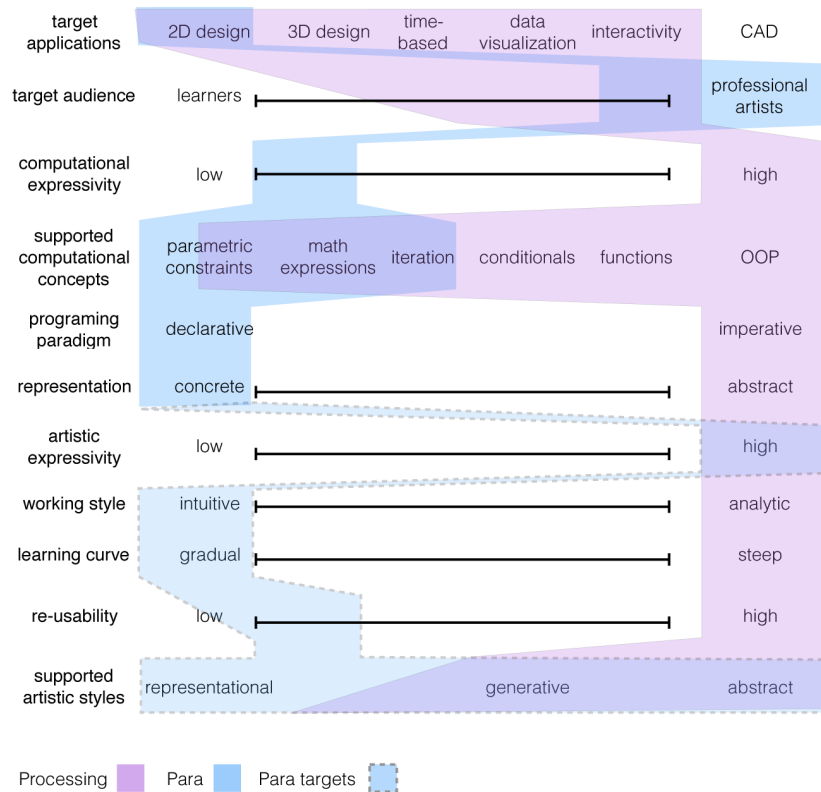 target applications
2D design
3D design
time-based
data visualization
interactivity
CAD
target audience
learners
professional artists
computational expressivity
low
high
supported computational concepts
parametric constraints
math expressions
iteration
conditionals
functions
OOP
programing paradigm
declarative
imperative
representation
concrete
abstract
artistic expressivity
low
high
working style
intuitive
analytic
learning curve
gradual
steep
re-usability
low
high
supported artistic styles
representational
generative
abstract
Processing
Para
Para targets